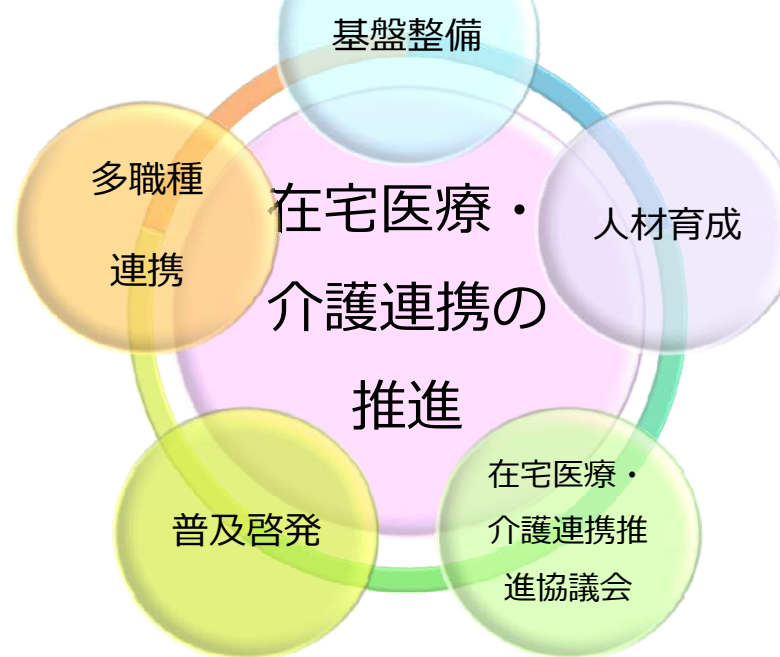 基盤整備
多職種
連携
在宅医療・
介護連携の
推進
人材育成
普及啓発
在宅医療・
介護連携推
進協議会